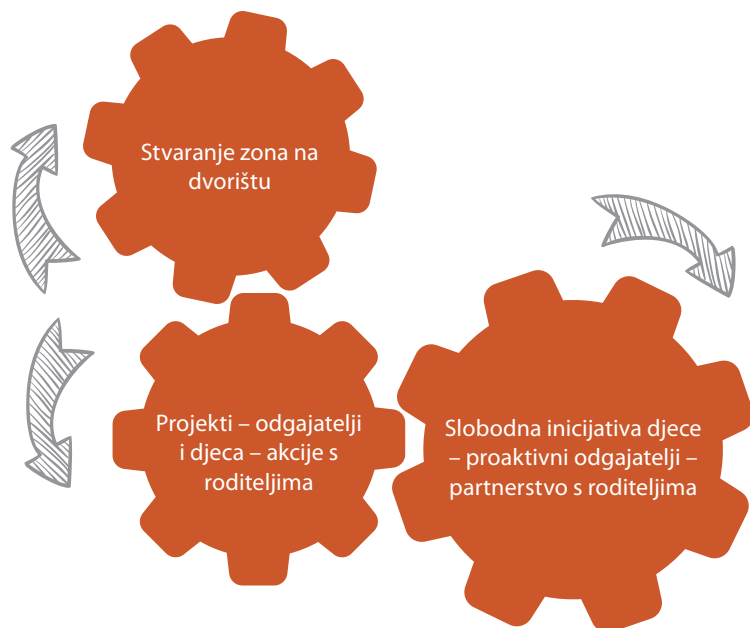 Stvaranje zona na
dvorištu
Projekti – odgajatelji
i djeca – akcije s
roditeljima
Slobodna inicijativa djece
– proaktivni odgajatelji –
partnerstvo s roditeljima